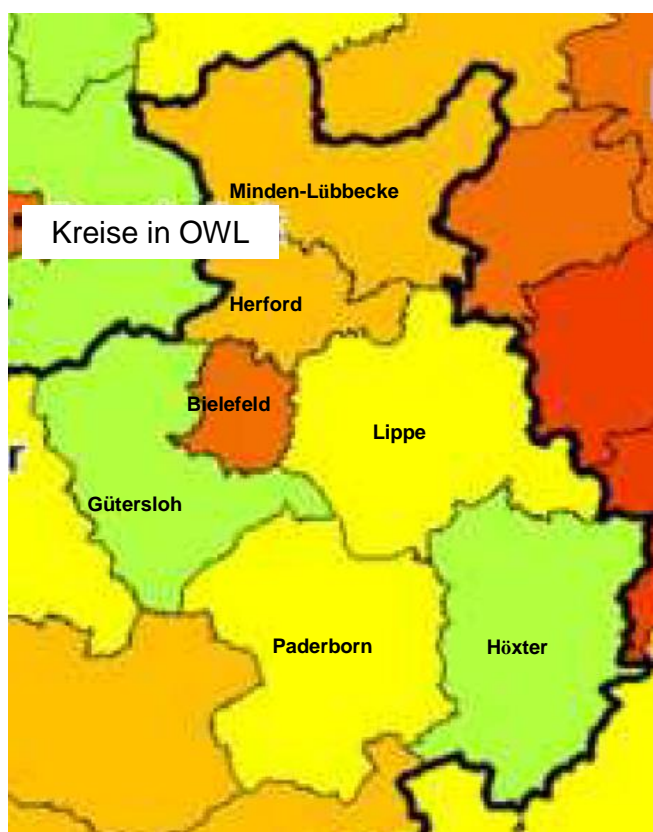 Minden-Lübbecke
Kreise in OWL
Herford
Bielefeld
Lippe
r
Gütersloh
Paderborn
Höxter